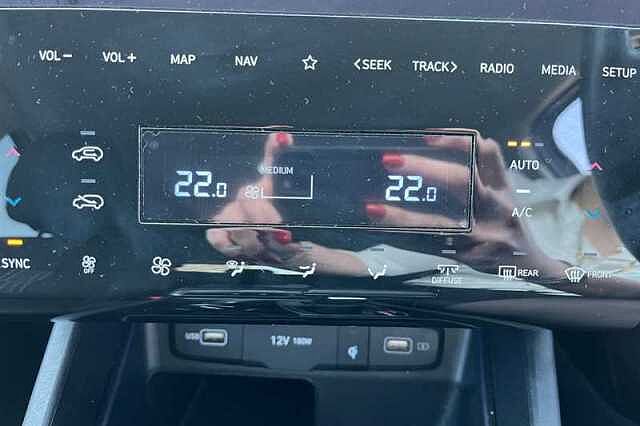 VOL− VOL+ MAP NAV <SEEK TRACK> RADIO MEDIA SETUP
MEDIUM
AUTO
22.0 22.0
A/C
SYNC OFF DIFFUSE REAR FRONT
USB 12V 180W